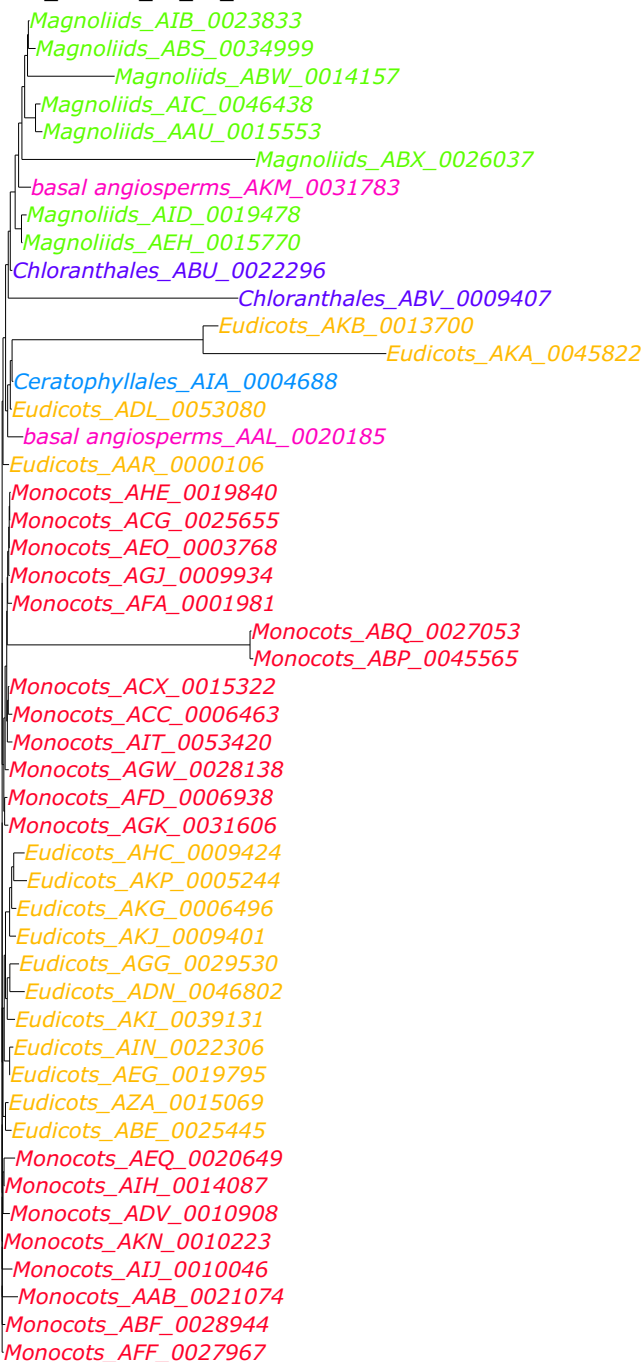 Magnoliids_AIB_0023833
Magnoliids_ABS_0034999
Magnoliids_ABW_0014157
Magnoliids_AIC_0046438
Magnoliids_AAU_0015553
Magnoliids_ABX_0026037
basal angiosperms_AKM_0031783
Magnoliids_AID_0019478
Magnoliids_AEH_0015770
Chloranthales_ABU_0022296
Chloranthales_ABV_0009407
Eudicots_AKB_0013700
Eudicots_AKA_0045822
Ceratophyllales_AIA_0004688
Eudicots_ADL_0053080
basal angiosperms_AAL_0020185
Eudicots_AAR_0000106
Monocots_AHE_0019840
Monocots_ACG_0025655
Monocots_AEO_0003768
Monocots_AGJ_0009934
Monocots_AFA_0001981
Monocots_ABQ_0027053
Monocots_ABP_0045565
Monocots_ACX_0015322
Monocots_ACC_0006463
Monocots_AIT_0053420
Monocots_AGW_0028138
Monocots_AFD_0006938
Monocots_AGK_0031606
Eudicots_AHC_0009424
Eudicots_AKP_0005244
Eudicots_AKG_0006496
Eudicots_AKJ_0009401
Eudicots_AGG_0029530
Eudicots_ADN_0046802
Eudicots_AKI_0039131
Eudicots_AIN_0022306
Eudicots_AEG_0019795
Eudicots_AZA_0015069
Eudicots_ABE_0025445
Monocots_AEQ_0020649
Monocots_AIH_0014087
Monocots_ADV_0010908
Monocots_AKN_0010223
Monocots_AIJ_0010046
Monocots_AAB_0021074
Monocots_ABF_0028944
Monocots_AFF_0027967